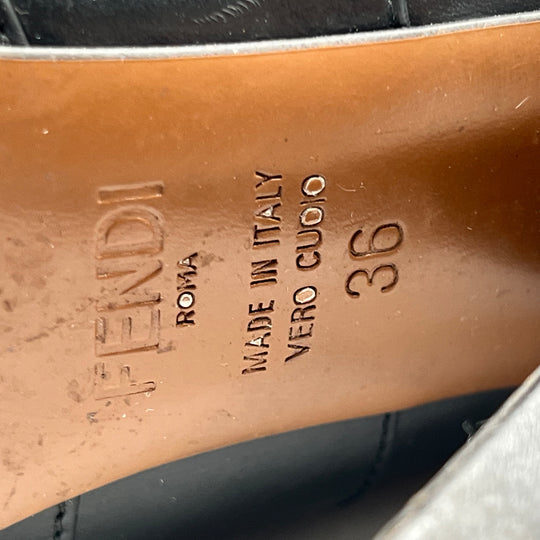 FENDI
ROMA
MADE IN ITALY
VERO CUOIO
36